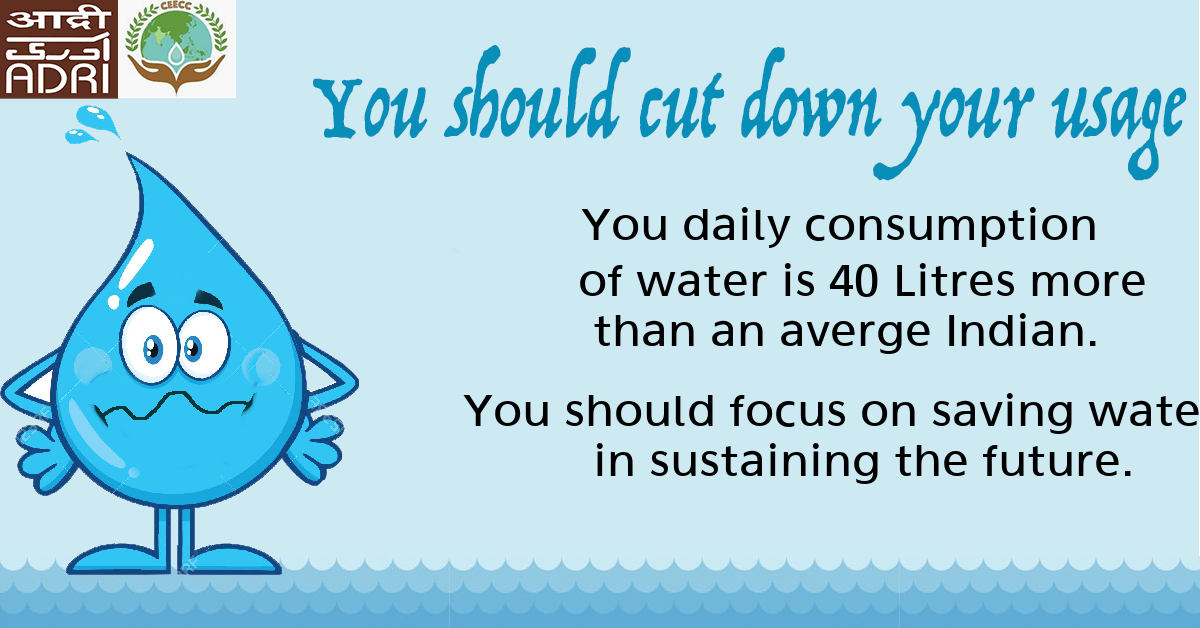 आद्री
ADRI
CEECC
You should cut down your usage
You daily consumption
of water is 40 Litres more
than an averge Indian.
You should focus on saving wate
in sustaining the future.